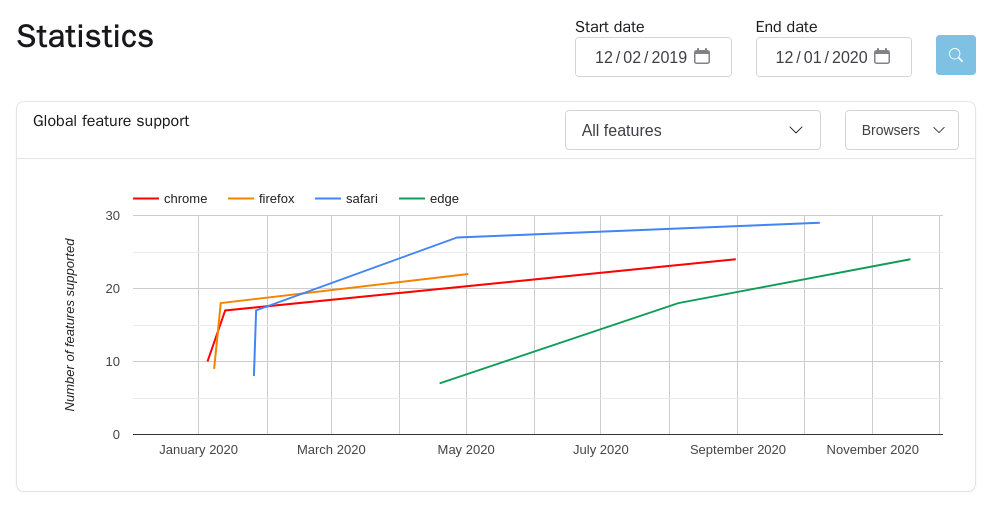 Statistics
Start date
End date
12/02/2019
12/01/2020
Global feature support
All features
Browsers
chrome
firefox
safari
edge
Number of features supported
30
20
10
0
January 2020
March 2020
May 2020
July 2020
September 2020
November 2020